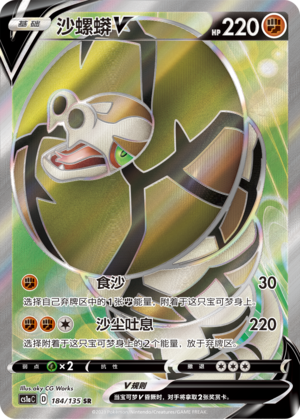 基础 沙螺蟒V HP 220
食沙 30
选择自己弃牌区中的1张 能量,附着于这只宝可梦身上。
沙尘吐息 220
选择附着于这只宝可梦身上的2个能量,放于弃牌区。
弱点 ×2 抗性 撤退
Illus. aky CG Works
cs1aC D 184/135 SR
V规则
当宝可梦V昏厥时,对手将拿取2张奖赏卡。